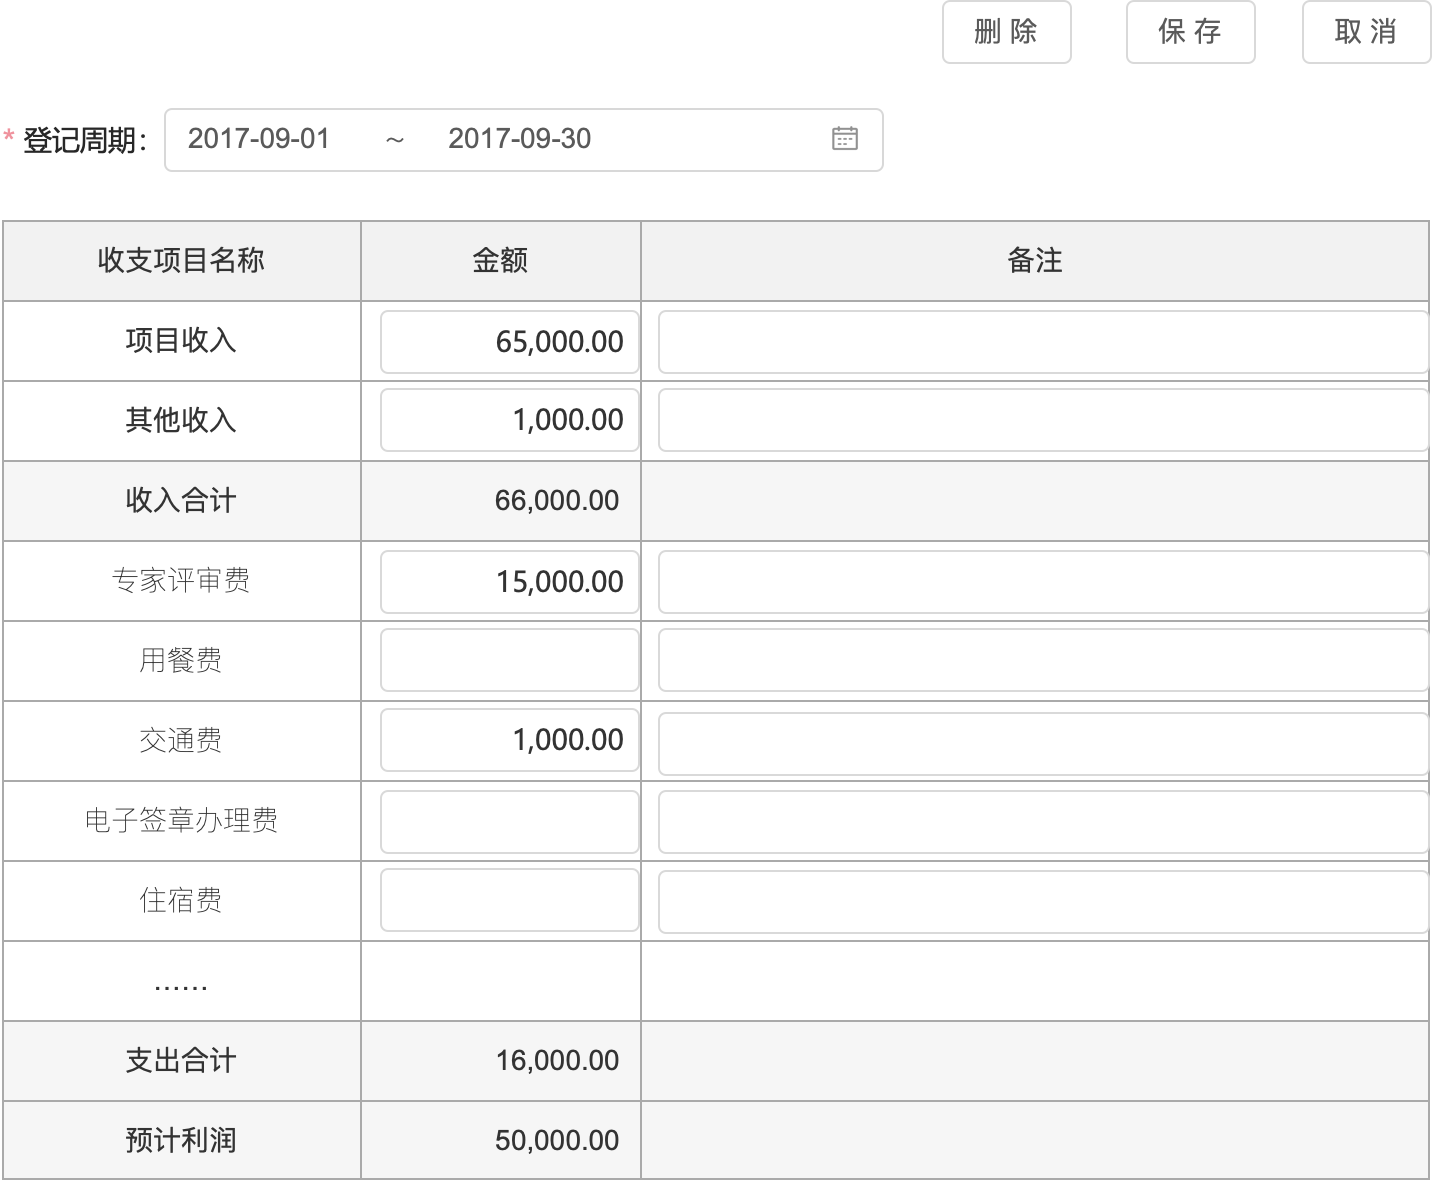 删 除 保 存 取 消
* 登记周期: 2017-09-01 ~ 2017-09-30
收支项目名称 金额 备注
项目收入 65,000.00
其他收入 1,000.00
收入合计 66,000.00
专家评审费 15,000.00
用餐费
交通费 1,000.00
电子签章办理费
住宿费
……
支出合计 16,000.00
预计利润 50,000.00